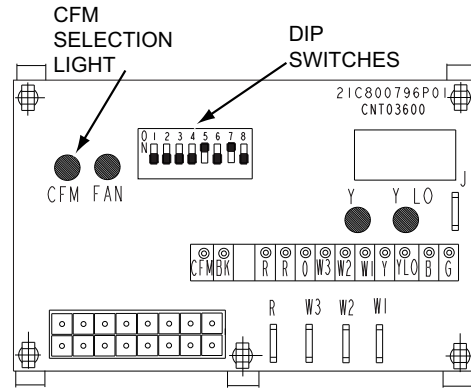 CFM
SELECTION
LIGHT
DIP
SWITCHES
21C800796P01
CNT03600
O
N
1 2 3 4 5 6 7 8
CFM FAN
J
Y Y LO
CFM BK R R O W3 W2 W1 Y YLO B G
R W3 W2 W1